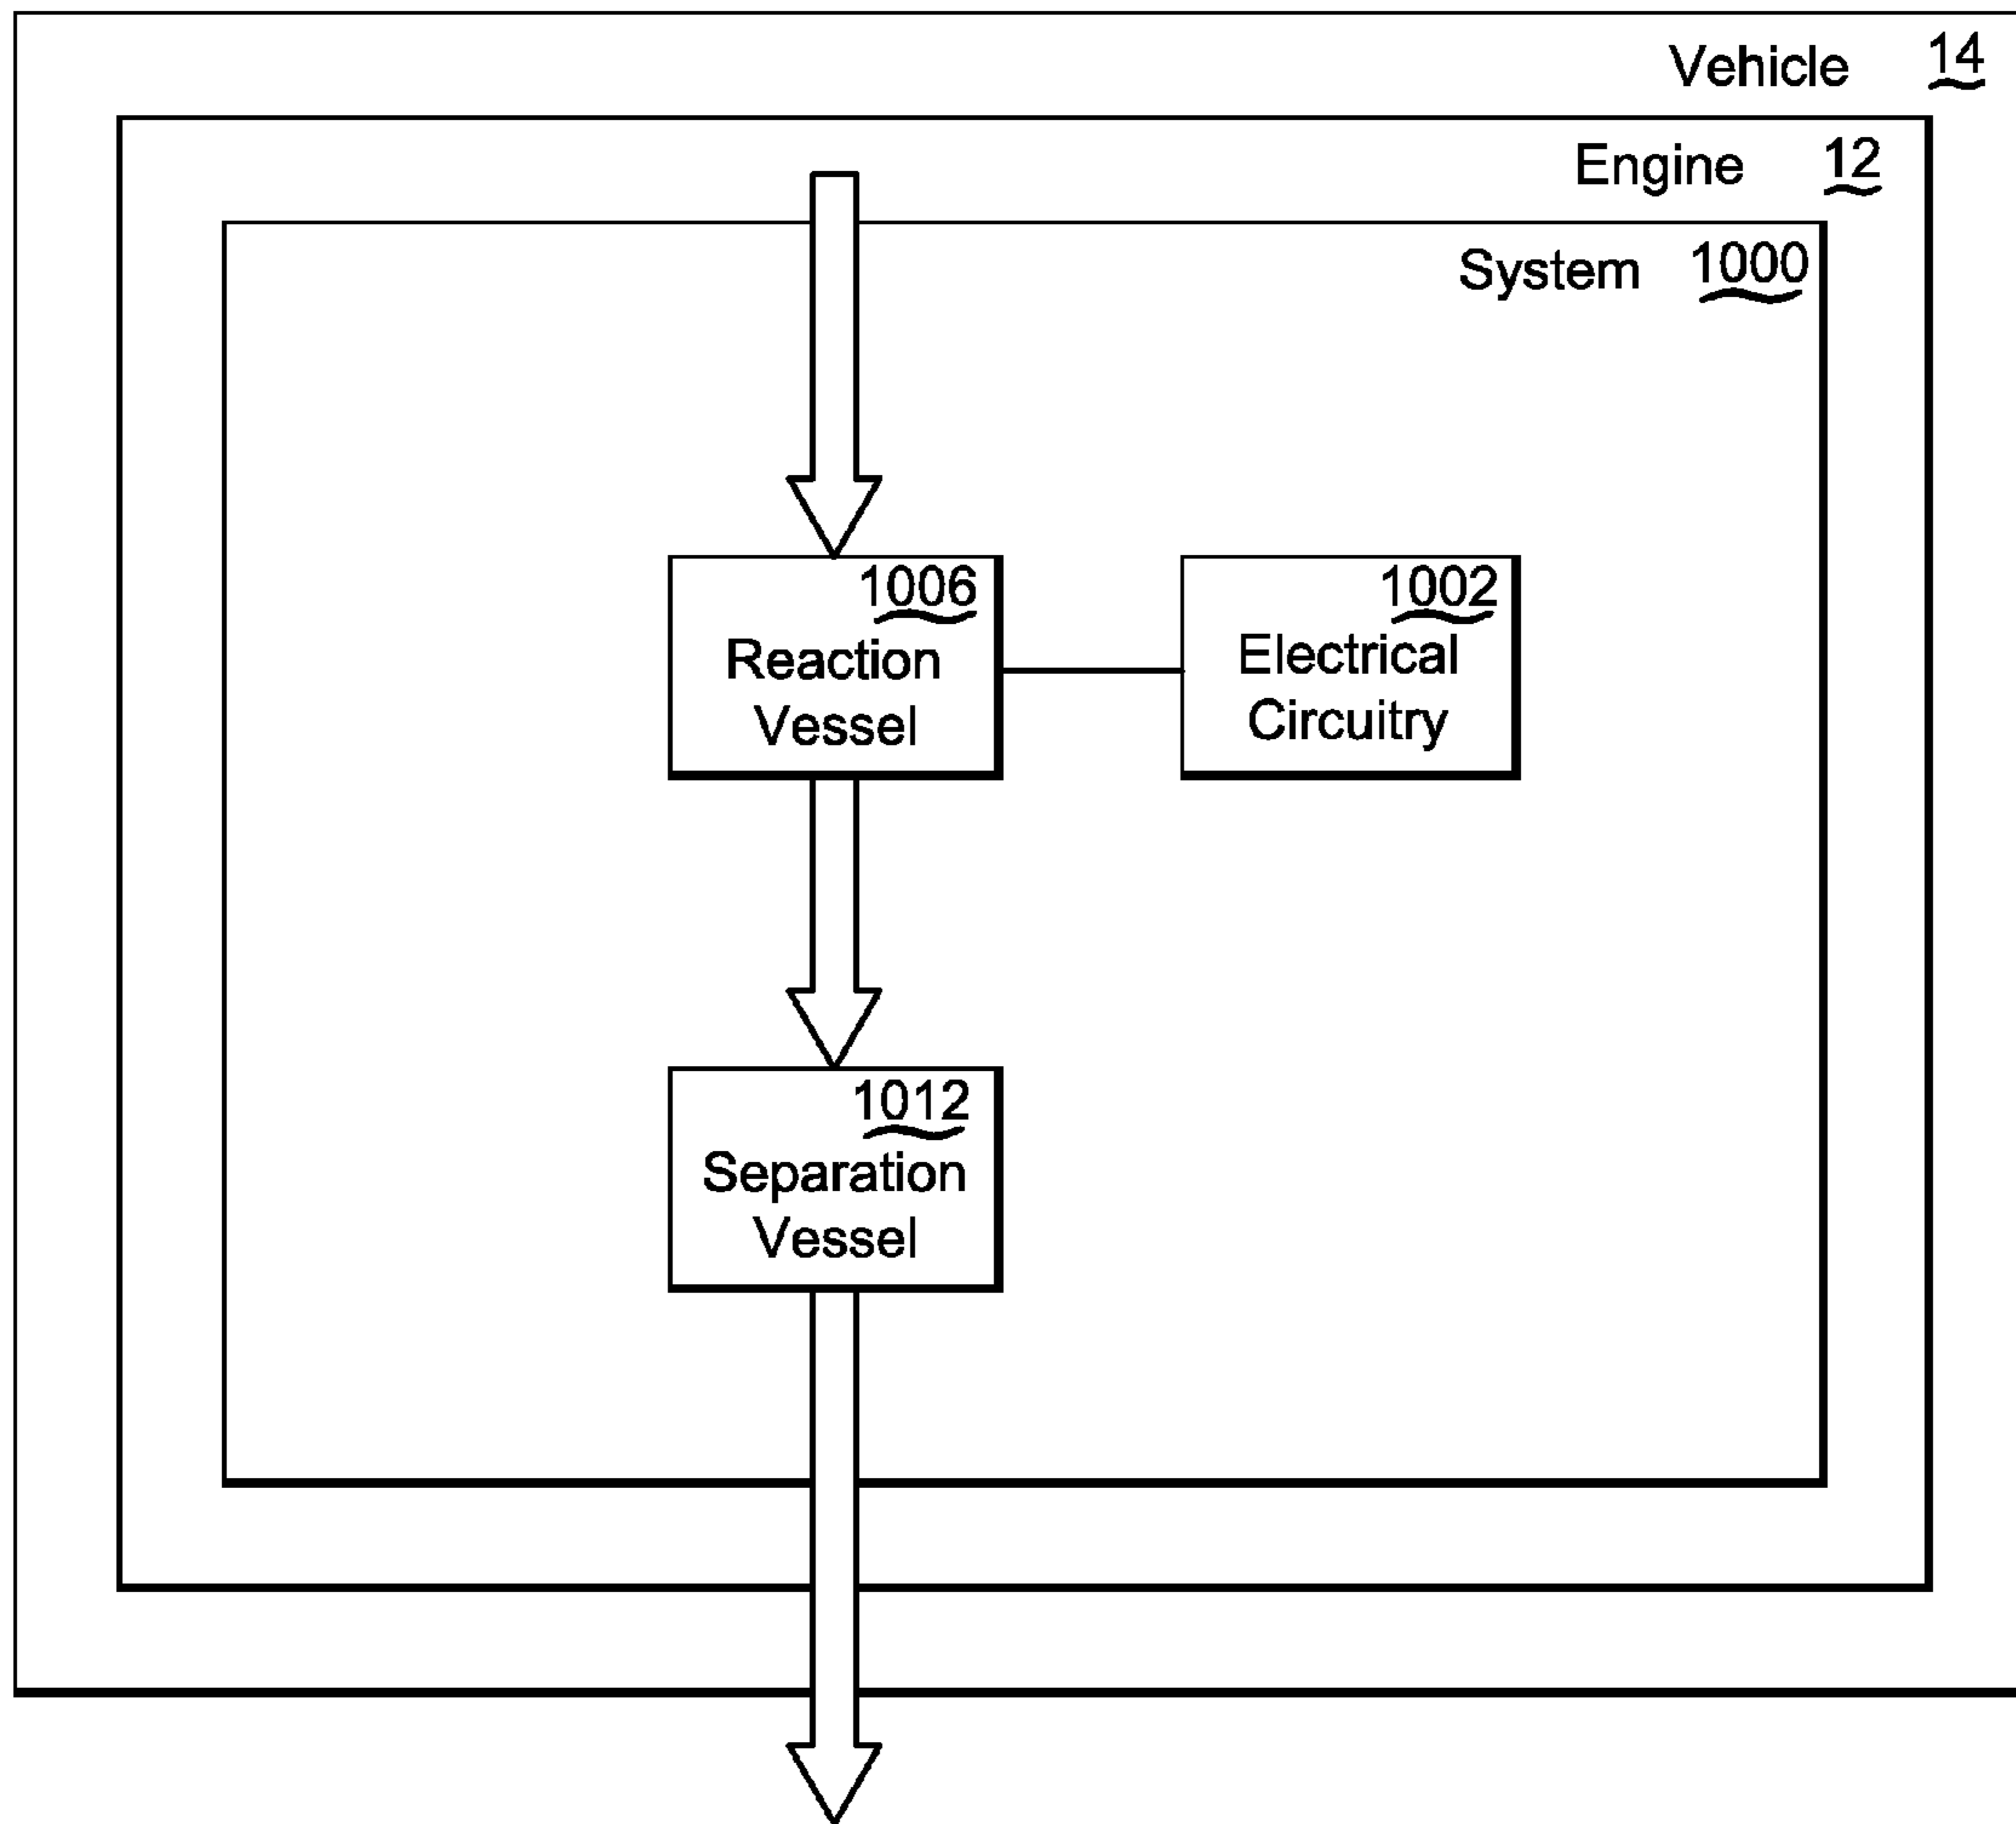 Vehicle 14
Engine 12
System 1000
1006
Reaction
Vessel
1002
Electrical
Circuitry
1012
Separation
Vessel